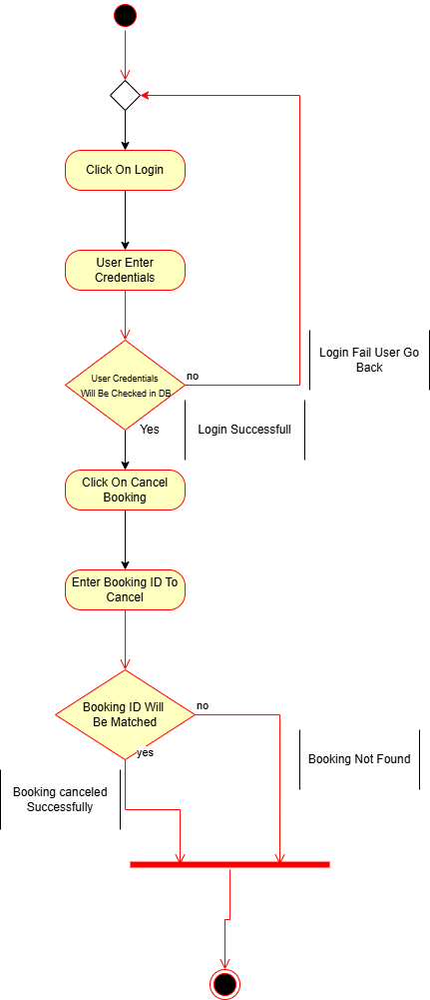 Click On Login
User Enter
Credentials
User Credentials
Will Be Checked in DB
no
Login Fail User Go
Back
Yes
Login Successfull
Click On Cancel
Booking
Enter Booking ID To
Cancel
Booking ID Will
Be Matched
no
yes
Booking Not Found
Booking canceled
Successfully